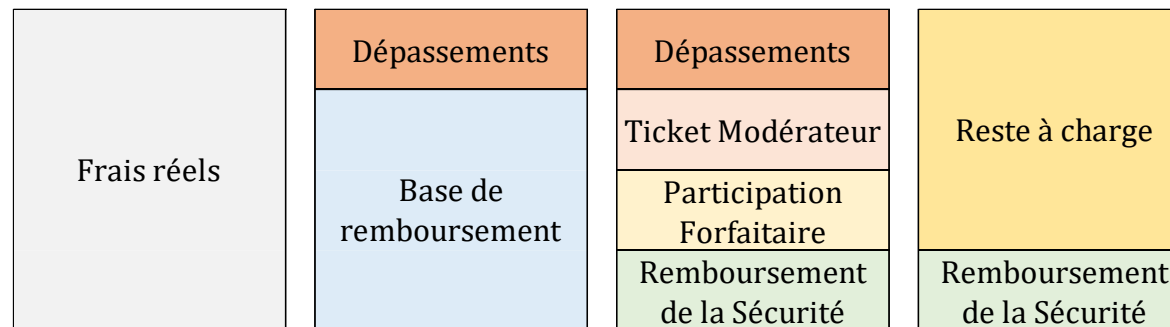 Frais réels
Dépassements
Base de
remboursement
Dépassements
Ticket Modérateur
Participation
Forfaitaire
Remboursement
de la Sécurité
Reste à charge
Remboursement
de la Sécurité